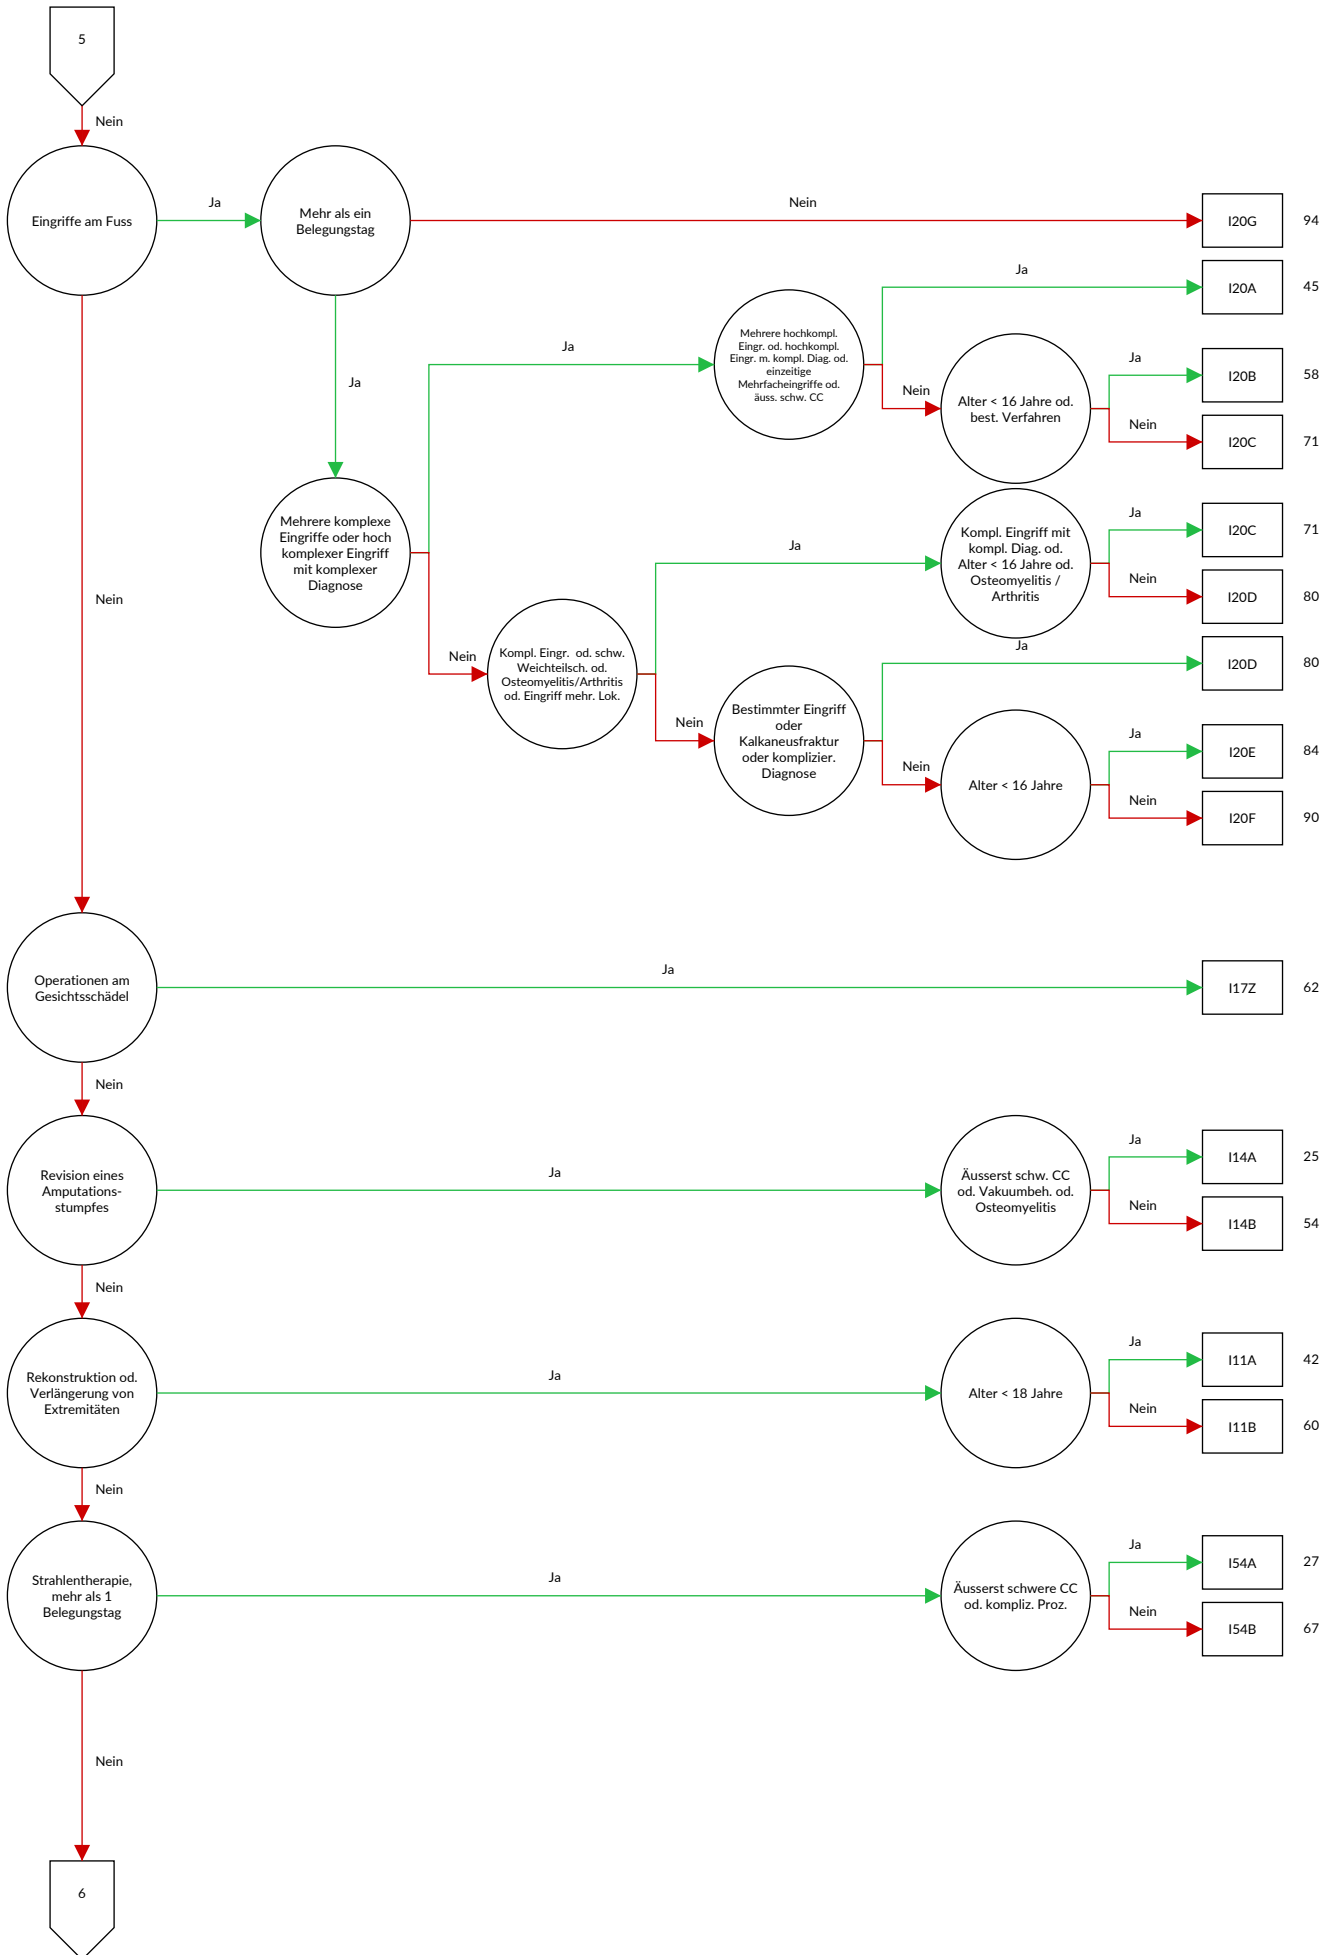 5
Nein
Eingriffe am Fuss
Ja
Mehr als ein
Belegungstag
Nein
I20G
94
Ja
I20A
45
Mehrere hochkompl.
Eingr. od. hochkompl.
Eingr. m. kompl. Diag. od.
einzeitige
Mehrfacheingriffe od.
äuss. schw. CC
Ja
Nein
Alter < 16 Jahre od.
best. Verfahren
Ja
I20B
58
Nein
I20C
71
Ja
Mehrere komplexe
Eingriffe oder hoch
komplexer Eingriff
mit komplexer
Diagnose
Nein
Kompl. Eingr. od. schw.
Weichteilsch. od.
Osteomyelitis/Arthritis
od. Eingriff mehr. Lok.
Ja
Kompl. Eingriff mit
kompl. Diag. od.
Alter < 16 Jahre od.
Osteomyelitis /
Arthritis
Ja
I20C
71
Nein
I20D
80
Nein
Bestimmter Eingriff
oder
Kalkaneusfraktur
oder komplizier.
Diagnose
Ja
I20D
80
Nein
Alter < 16 Jahre
Ja
I20E
84
Nein
I20F
90
Nein
Operationen am
Gesichtsschädel
Ja
I17Z
62
Nein
Revision eines
Amputations-
stumpfes
Ja
Äusserst schw. CC
od. Vakuumbeh. od.
Osteomyelitis
Ja
I14A
25
Nein
I14B
54
Nein
Rekonstruktion od.
Verlängerung von
Extremitäten
Ja
Alter < 18 Jahre
Ja
I11A
42
Nein
I11B
60
Nein
Strahlentherapie,
mehr als 1
Belegungstag
Ja
Äusserst schwere CC
od. kompliz. Proz.
Ja
I54A
27
Nein
I54B
67
Nein
6